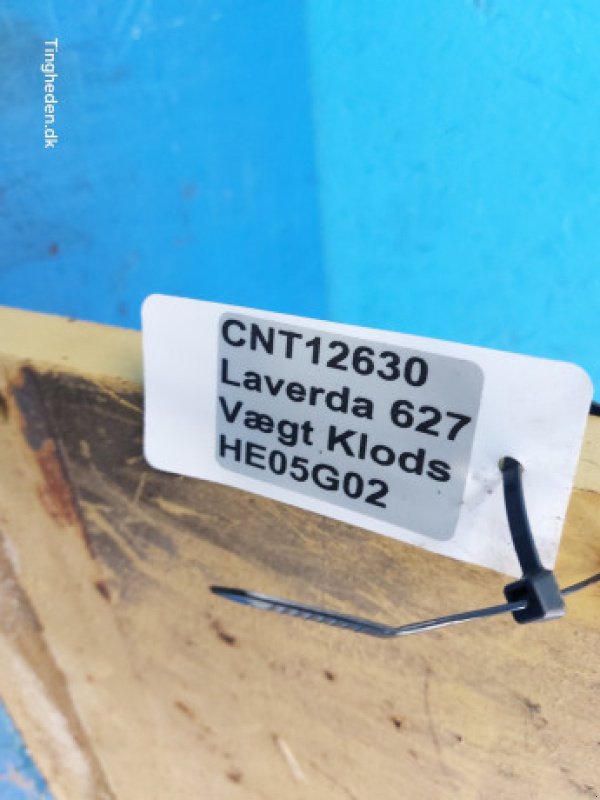 Tingheden.dk
CNT12630
Laverda 627
Vægt Klods
HE05G02